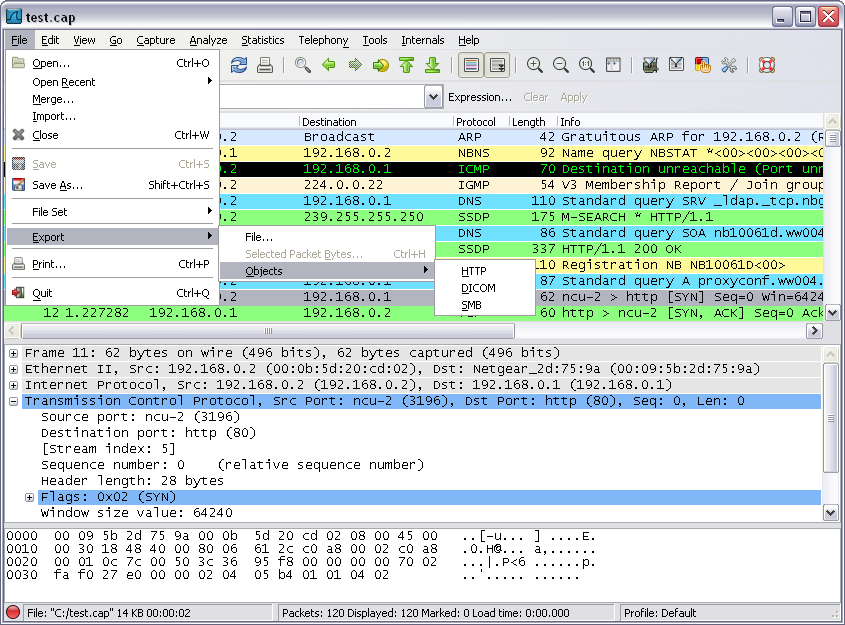 test.cap
File Edit View Go Capture Analyze Statistics Telephony Tools Internals Help
Open... Ctrl+O
Open Recent
Merge...
Import...
Close Ctrl+W
Save Ctrl+S
Save As... Shift+Ctrl+S
File Set
Export
Print... Ctrl+P
Quit Ctrl+Q
File...
Selected Packet Bytes... Ctrl+H
Objects
HTTP
DICOM
SMB
Expression... Clear Apply
Destination Protocol Length Info
.2 Broadcast ARP 42 Gratuitous ARP for 192.168.0.2 (R
.1 192.168.0.2 NBNS 92 Name query NBSTAT *<00><00><00><0
.2 192.168.0.1 ICMP 70 Destination unreachable (Port unr
.2 224.0.0.22 IGMP 54 V3 Membership Report / Join group
.2 192.168.0.1 DNS 110 Standard query SRV _ldap._tcp.nbg
.2 239.255.255.250 SSDP 175 M-SEARCH * HTTP/1.1
DNS 86 Standard query SOA nb10061d.ww004
SSDP 337 HTTP/1.1 200 OK
110 Registration NB NB10061D<00>
87 Standard query A proxyconf.ww004.
62 ncu-2 > http [SYN] Seq=0 Win=6424
12 1.227282 192.168.0.1 192.168.0.2 60 http > ncu-2 [SYN, ACK] Seq=0 Ack
Frame 11: 62 bytes on wire (496 bits), 62 bytes captured (496 bits)
Ethernet II, Src: 192.168.0.2 (00:0b:5d:20:cd:02), Dst: Netgear_2d:75:9a (00:09:5b:2d:75:9a)
Internet Protocol, Src: 192.168.0.2 (192.168.0.2), Dst: 192.168.0.1 (192.168.0.1)
Transmission Control Protocol, Src Port: ncu-2 (3196), Dst Port: http (80), Seq: 0, Len: 0
Source port: ncu-2 (3196)
Destination port: http (80)
[Stream index: 5]
Sequence number: 0 (relative sequence number)
Header length: 28 bytes
Flags: 0x02 (SYN)
Window size value: 64240
0000 00 09 5b 2d 75 9a 00 0b 5d 20 cd 02 08 00 45 00 ..[-u... ] ....E.
0010 00 30 18 48 40 00 80 06 61 2c c0 a8 00 02 c0 a8 .0.H@... a,......
0020 00 01 0c 7c 00 50 3c 36 95 f8 00 00 00 00 70 02 ...|.P<6 ......p.
0030 fa f0 27 e0 00 00 02 04 05 b4 01 01 04 02 ..'..... ......
File: "C:/test.cap" 14 KB 00:00:02 Packets: 120 Displayed: 120 Marked: 0 Load time: 0:00.000 Profile: Default